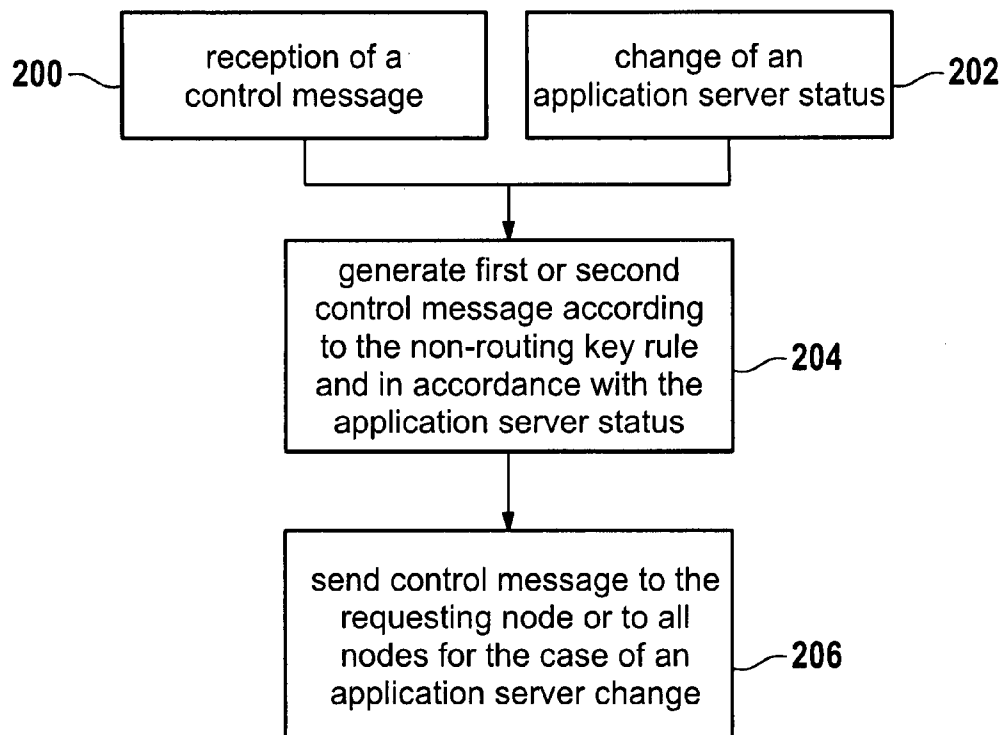 200
reception of a
control message
change of an
application server status
202
generate first or second
control message according
to the non-routing key rule
and in accordance with the
application server status
204
send control message to the
requesting node or to all
nodes for the case of an
application server change
206